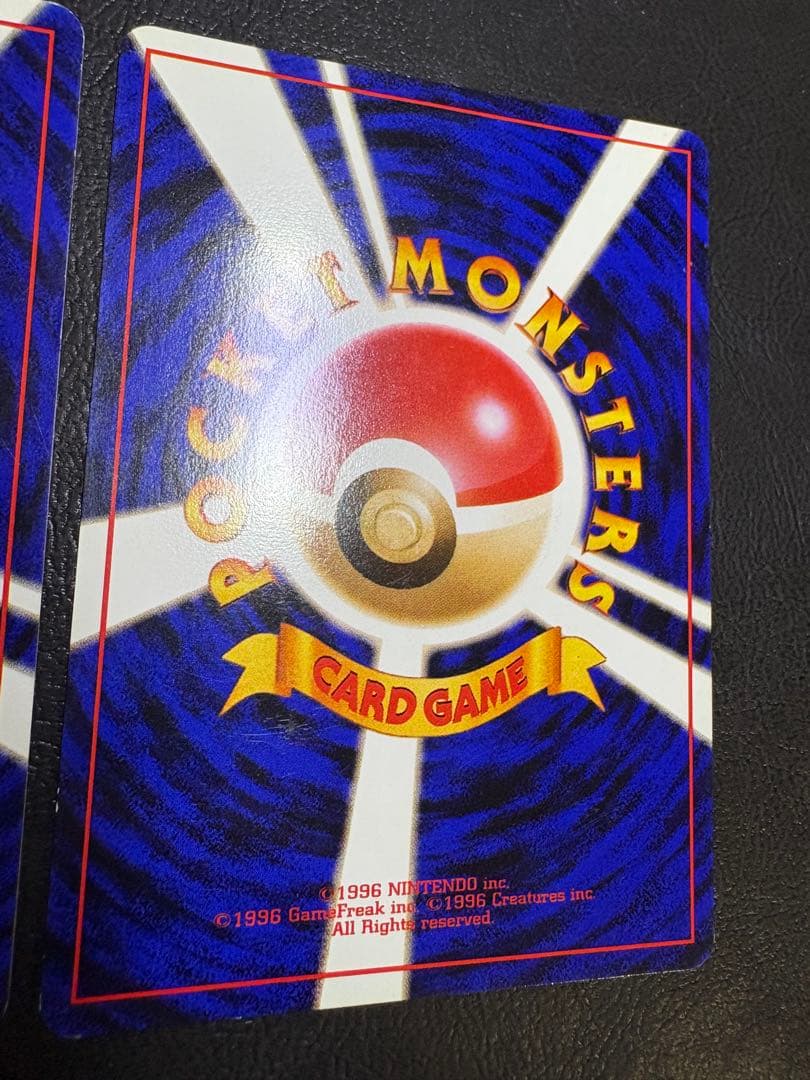 POCKET MONSTERS
CARD GAME
©1996 NINTENDO inc.
©1996 GameFreak inc. ©1996 Creatures inc.
All Rights reserved.